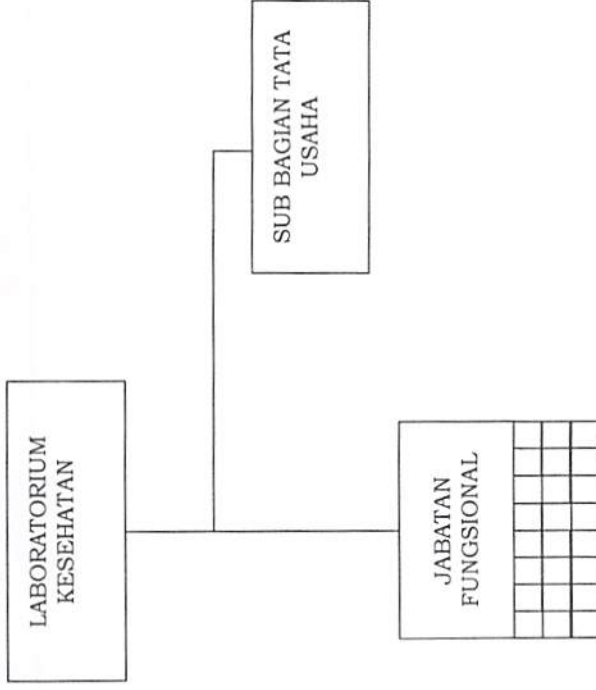 LABORATORIUM
KESEHATAN
SUB BAGIAN TATA
USAHA
JABATAN
FUNGSIONAL